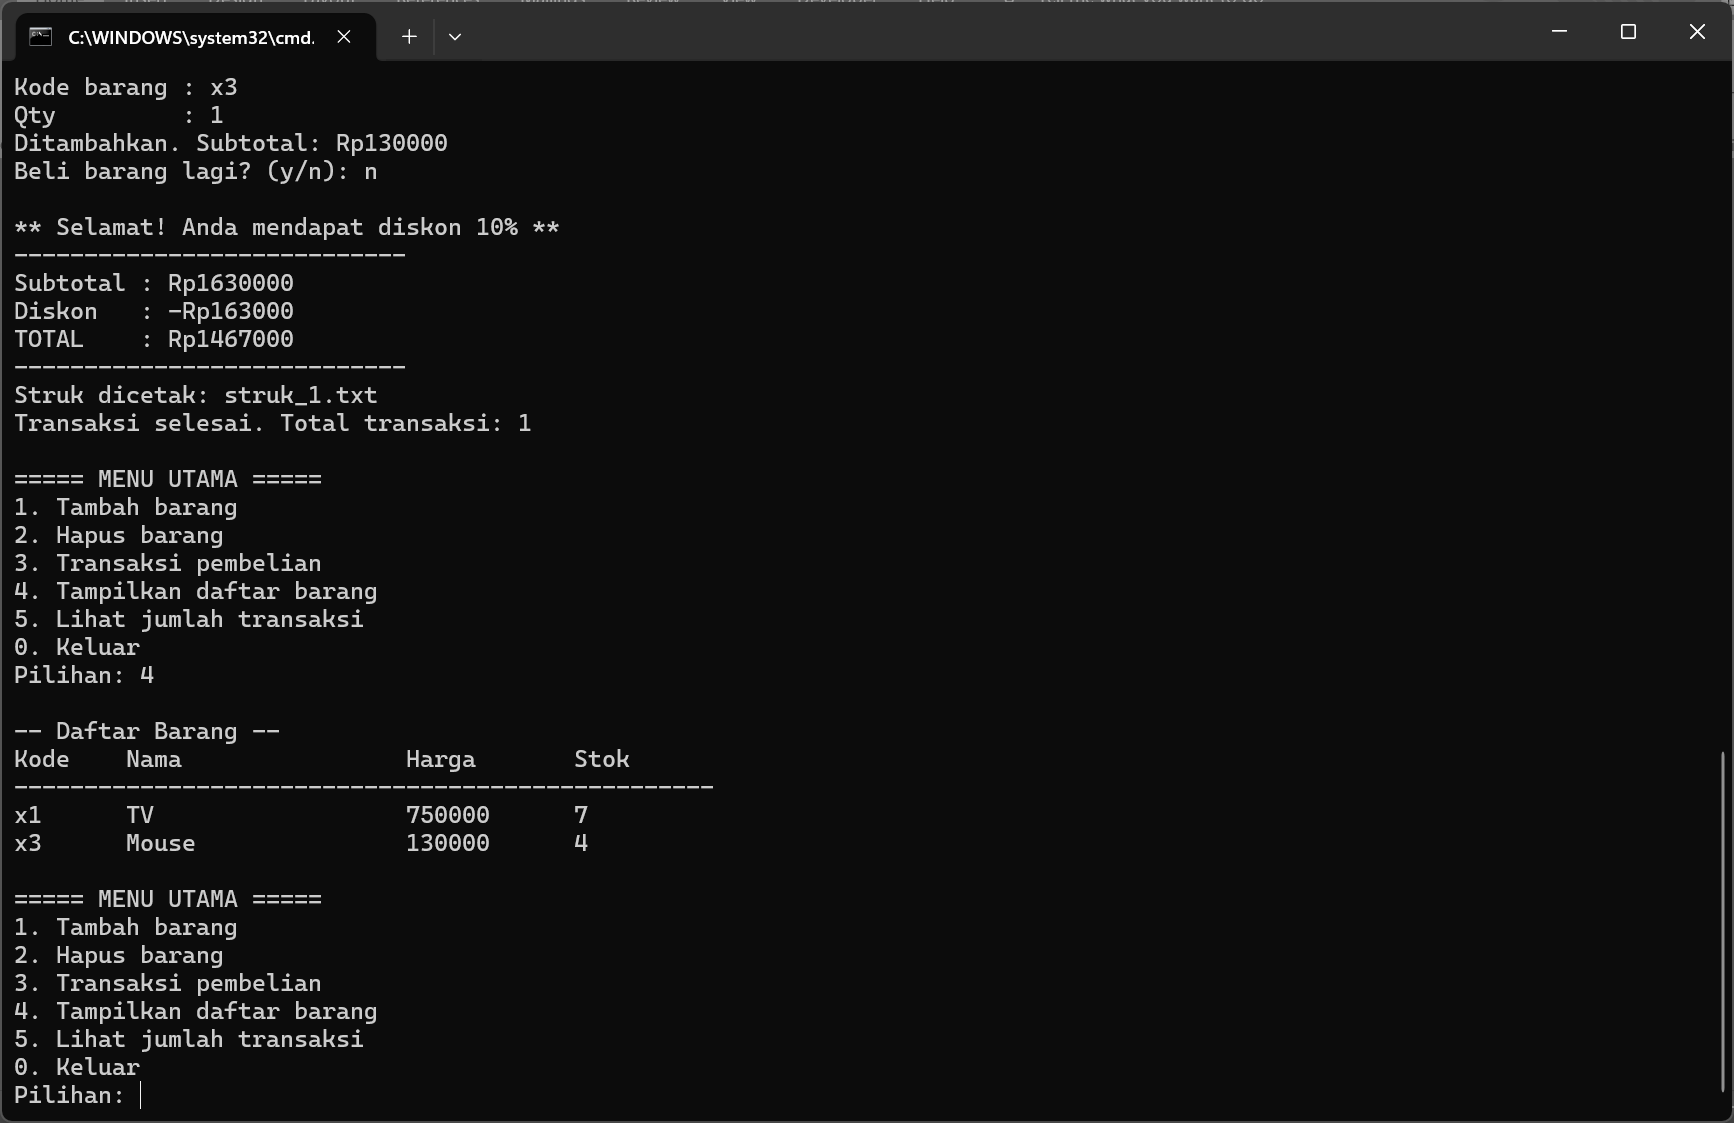 C:\WINDOWS\system32\cmd.
Kode barang : x3
Qty         : 1
Ditambahkan. Subtotal: Rp130000
Beli barang lagi? (y/n): n
** Selamat! Anda mendapat diskon 10% **
----------------------------
Subtotal : Rp1630000
Diskon   : -Rp163000
TOTAL    : Rp1467000
----------------------------
Struk dicetak: struk_1.txt
Transaksi selesai. Total transaksi: 1
===== MENU UTAMA =====
1. Tambah barang
2. Hapus barang
3. Transaksi pembelian
4. Tampilkan daftar barang
5. Lihat jumlah transaksi
0. Keluar
Pilihan: 4
-- Daftar Barang --
Kode    Nama                Harga       Stok
--------------------------------------------------
x1      TV                  750000      7
x3      Mouse               130000      4
===== MENU UTAMA =====
1. Tambah barang
2. Hapus barang
3. Transaksi pembelian
4. Tampilkan daftar barang
5. Lihat jumlah transaksi
0. Keluar
Pilihan: